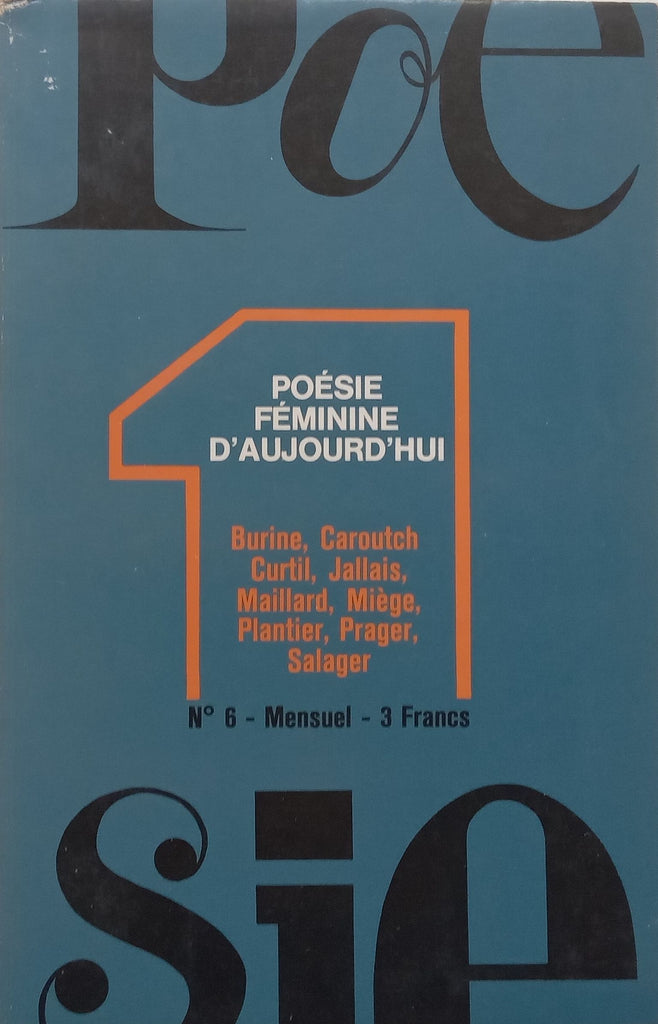 poe
1
POÉSIE
FÉMININE
D'AUJOURD'HUI
Burine, Caroutch
Curtil, Jallais,
Maillard, Miège,
Plantier, Prager,
Salager
N° 6 - Mensuel - 3 Francs
sie